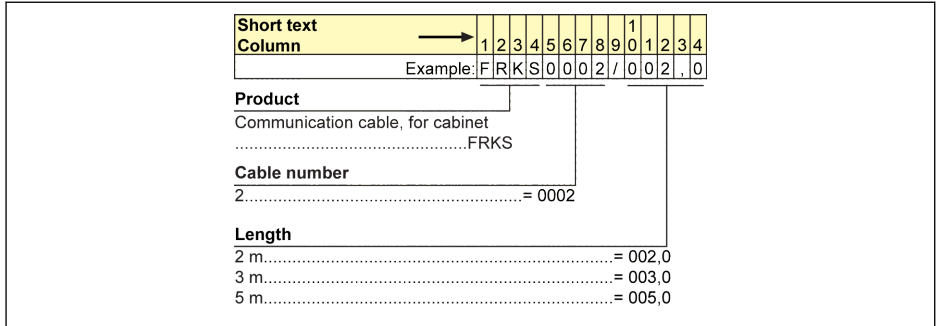 Short text
Column 1 2 3 4 5 6 7 8 9 10 1 2 3 4
Example: F R K S 0 0 0 2 / 0 0 2 , 0
Product
Communication cable, for cabinet
...............................................FRKS
Cable number
2........................................................= 0002
Length
2 m.......................................................................= 002,0
3 m.......................................................................= 003,0
5 m.......................................................................= 005,0